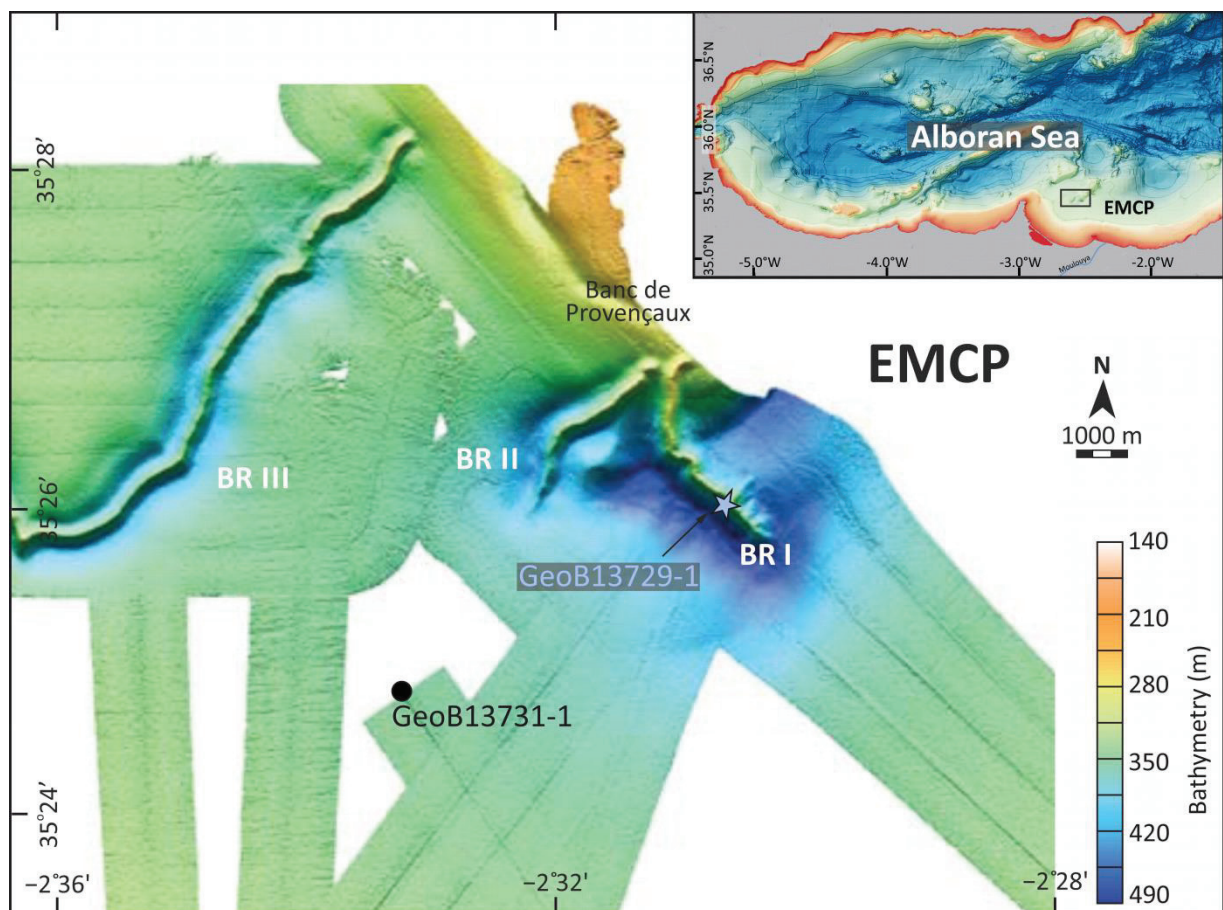 36.5°N
36.0°N
35.5°N
35.0°N
Alboran Sea
EMCP
Moulouya
-5.0°W
-4.0°W
-3.0°W
-2.0°W
35°28'
35°26'
35°24'
Banc de
Provençaux
EMCP
N
1000 m
BR III
BR II
BR I
GeoB13729-1
GeoB13731-1
140
210
280
350
420
490
Bathymetry (m)
−2°36'
−2°32'
−2°28'